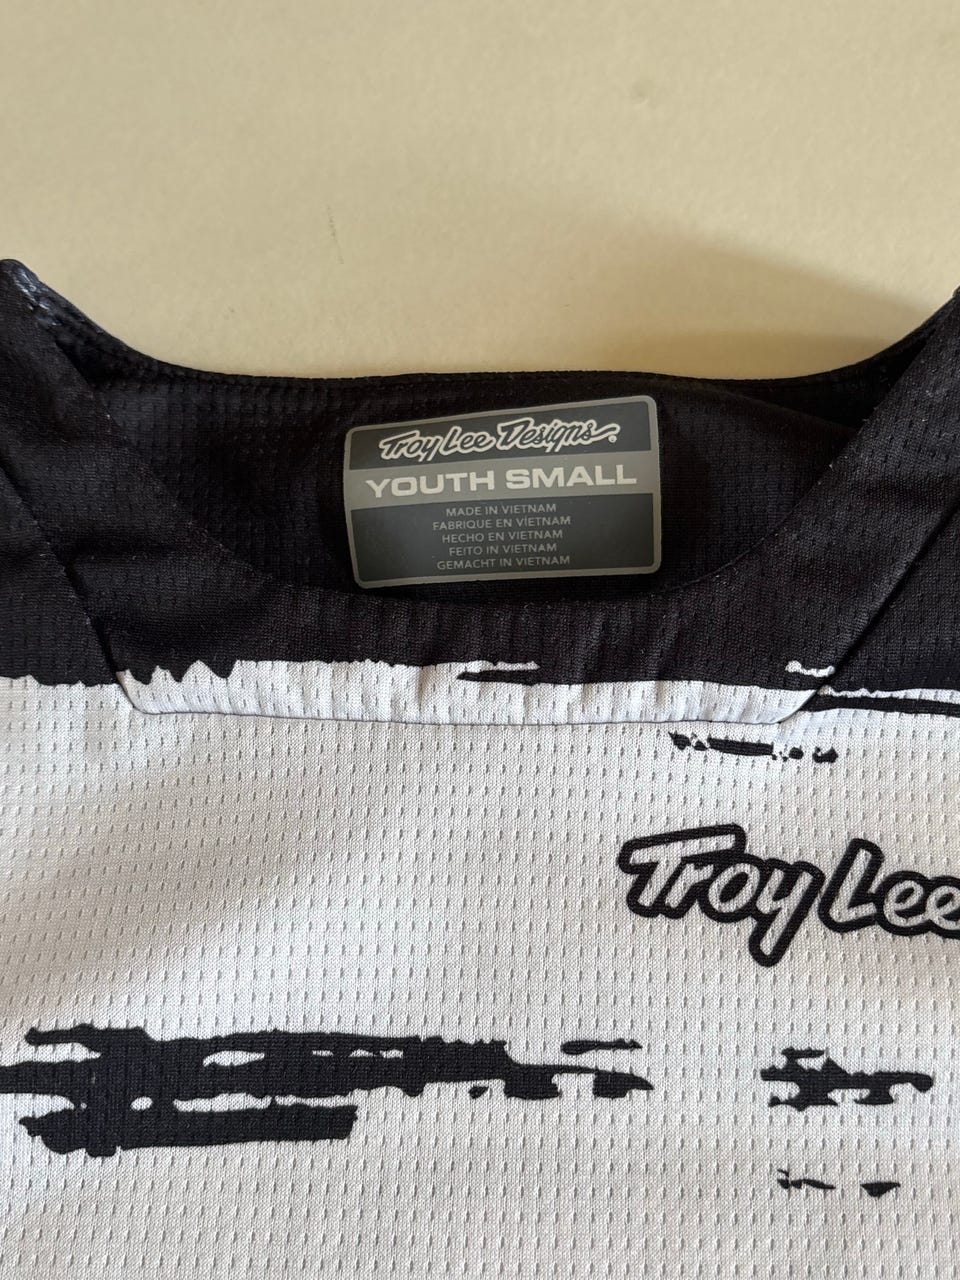 Troy Lee Designs®
YOUTH SMALL
MADE IN VIETNAM
FABRIQUE EN VIETNAM
HECHO EN VIETNAM
FEITO IN VIETNAM
GEMACHT IN VIETNAM
Troy Lee